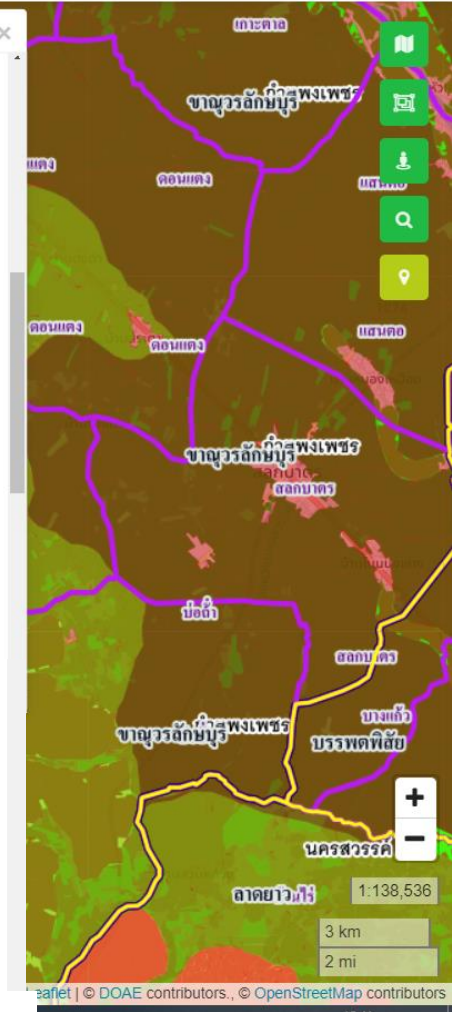 ×
เกาะตาล
ขาณุวรลักษบุรี
กำแพงเพชร
ดอนแตง
แสนตอ
ดอนแตง
ดอนแตง
แสนตอ
ขาณุวรลักษบุรี
กำแพงเพชร
สลกบาตร
บ่อถ้ำ
สลกบาตร
บางแก้ว
ขาณุวรลักษบุรี
กำแพงเพชร
บรรพตพิสัย
+
−
นครสวรรค์
ลาดยาว
1:138,536
3 km
2 mi
eaflet | © DOAE contributors., © OpenStreetMap contributors